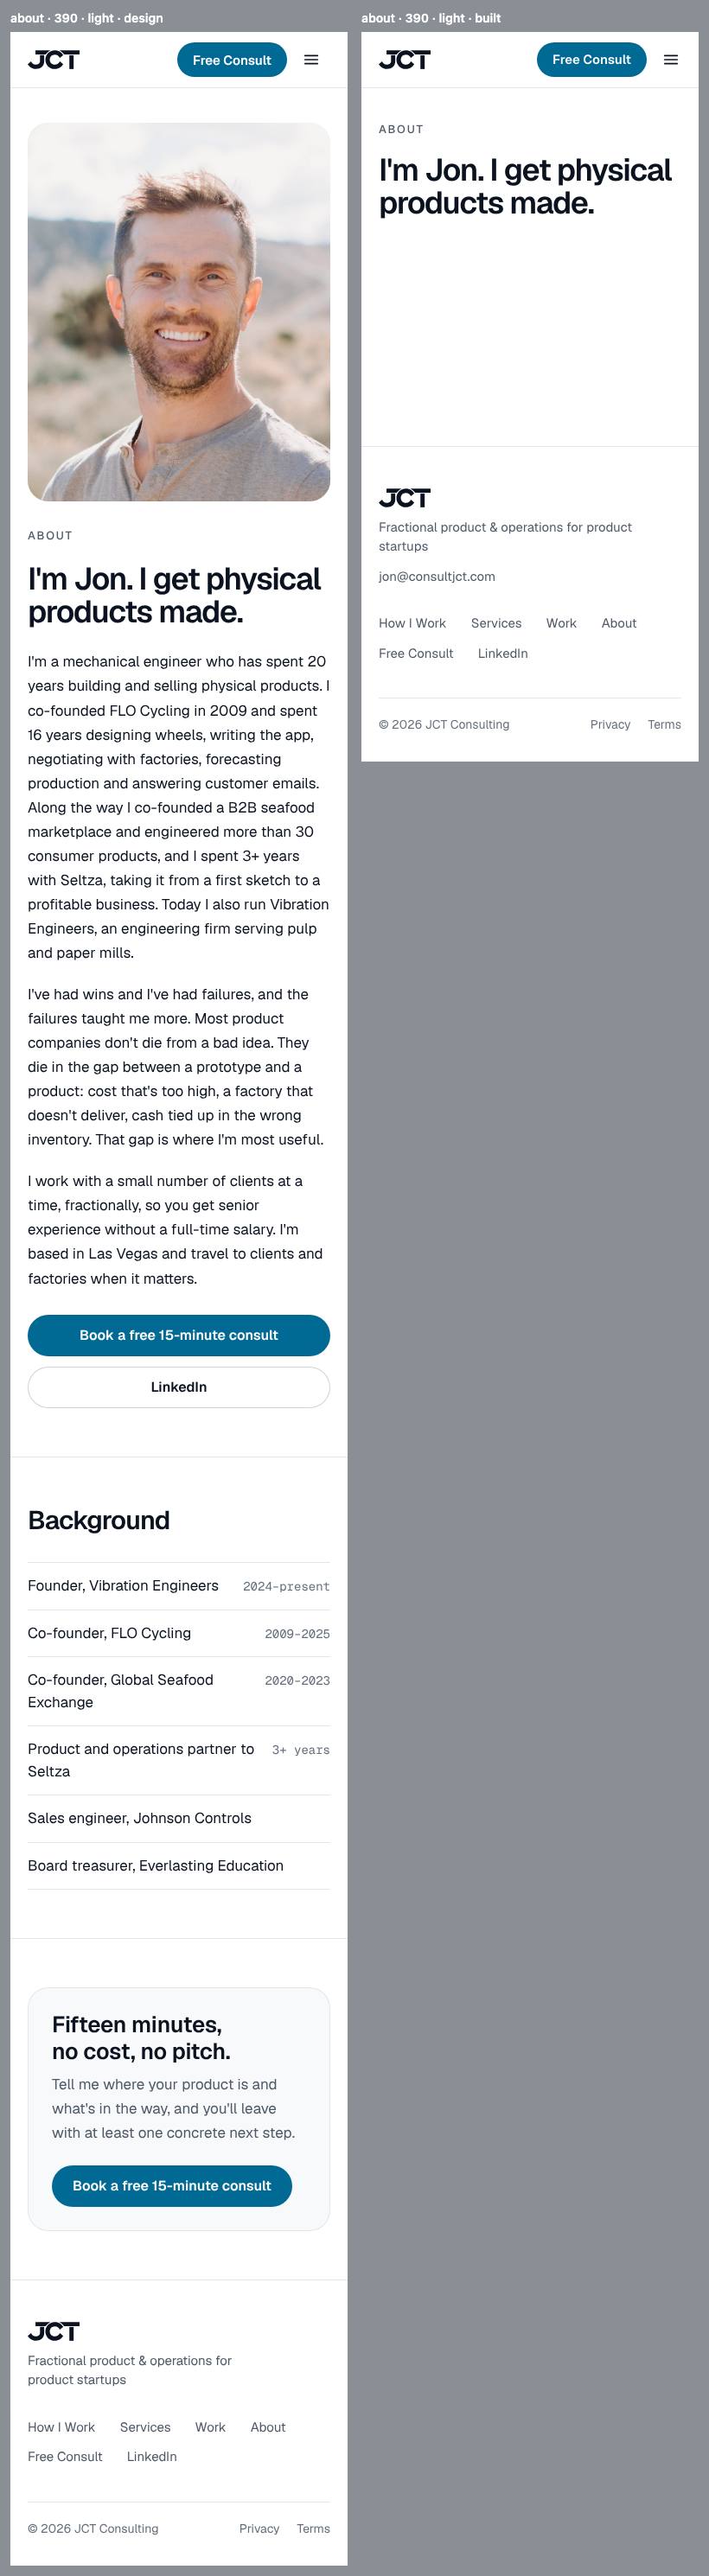 about · 390 · light · design
JCT
Free Consult
ABOUT
I'm Jon. I get physical
products made.
I'm a mechanical engineer who has spent 20
years building and selling physical products. I
co-founded FLO Cycling in 2009 and spent
16 years designing wheels, writing the app,
negotiating with factories, forecasting
production and answering customer emails.
Along the way I co-founded a B2B seafood
marketplace and engineered more than 30
consumer products, and I spent 3+ years
with Seltza, taking it from a first sketch to a
profitable business. Today I also run Vibration
Engineers, an engineering firm serving pulp
and paper mills.
I've had wins and I've had failures, and the
failures taught me more. Most product
companies don't die from a bad idea. They
die in the gap between a prototype and a
product: cost that's too high, a factory that
doesn't deliver, cash tied up in the wrong
inventory. That gap is where I'm most useful.
I work with a small number of clients at a
time, fractionally, so you get senior
experience without a full-time salary. I'm
based in Las Vegas and travel to clients and
factories when it matters.
Book a free 15-minute consult
LinkedIn
Background
Founder, Vibration Engineers 2024–present
Co-founder, FLO Cycling 2009–2025
Co-founder, Global Seafood 2020–2023
Exchange
Product and operations partner to 3+ years
Seltza
Sales engineer, Johnson Controls
Board treasurer, Everlasting Education
Fifteen minutes,
no cost, no pitch.
Tell me where your product is and
what's in the way, and you'll leave
with at least one concrete next step.
Book a free 15-minute consult
JCT
Fractional product & operations for
product startups
How I Work Services Work About
Free Consult LinkedIn
© 2026 JCT Consulting Privacy Terms
about · 390 · light · built
JCT
Free Consult
ABOUT
I'm Jon. I get physical
products made.
JCT
Fractional product & operations for product
startups
jon@consultjct.com
How I Work Services Work About
Free Consult LinkedIn
© 2026 JCT Consulting Privacy Terms